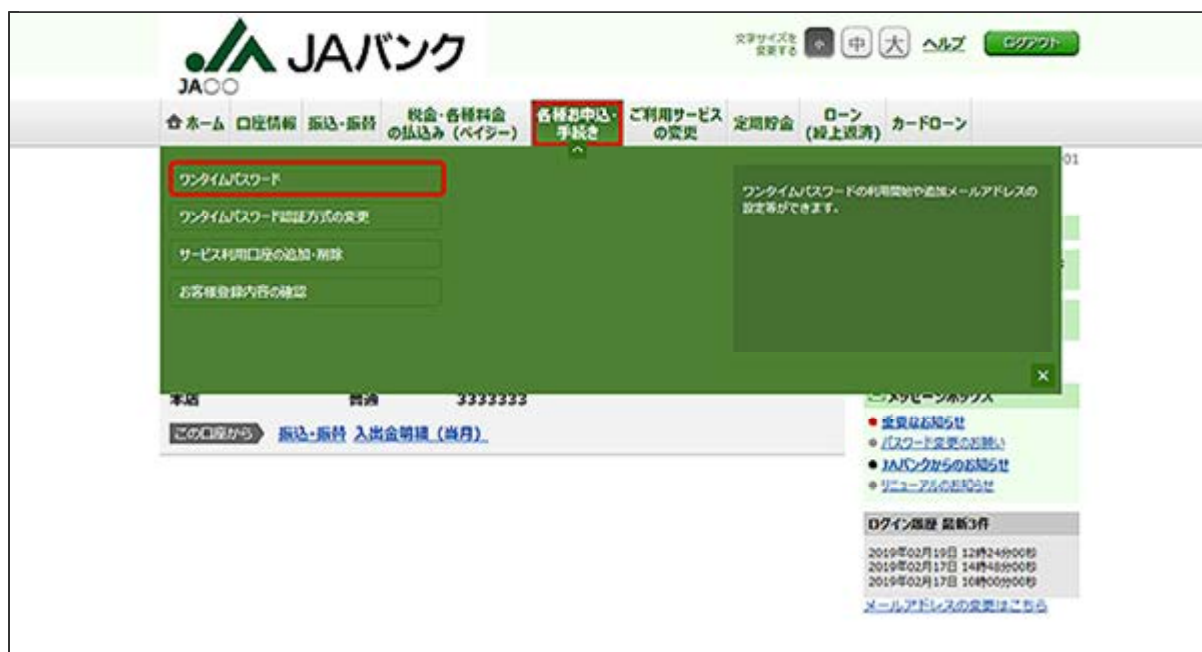 JAバンク
JA○○
文字サイズを
変更する
小 中 大 ヘルプ ログアウト
ホーム 口座情報 振込・振替 税金・各種料金
の払込み（ペイジー） 各種お申込・
手続き ご利用サービス
の変更 定期貯金 ローン
(繰上返済) カードローン
01
ワンタイムパスワード
ワンタイムパスワード認証方式の変更
サービス利用口座の追加・削除
お客様登録内容の確認
ワンタイムパスワードの利用開始や追加メールアドレスの
設定等ができます。
×
本店 普通 3333333
この口座から 振込・振替 入出金明細（当月）
メッセージボックス
重要なお知らせ
パスワード変更のお願い
JAバンクからのお知らせ
リニューアルのお知らせ
ログイン履歴 最新3件
2019年02月19日 12時24分00秒
2019年02月17日 14時48分00秒
2019年02月17日 10時00分00秒
メールアドレスの変更はこちら